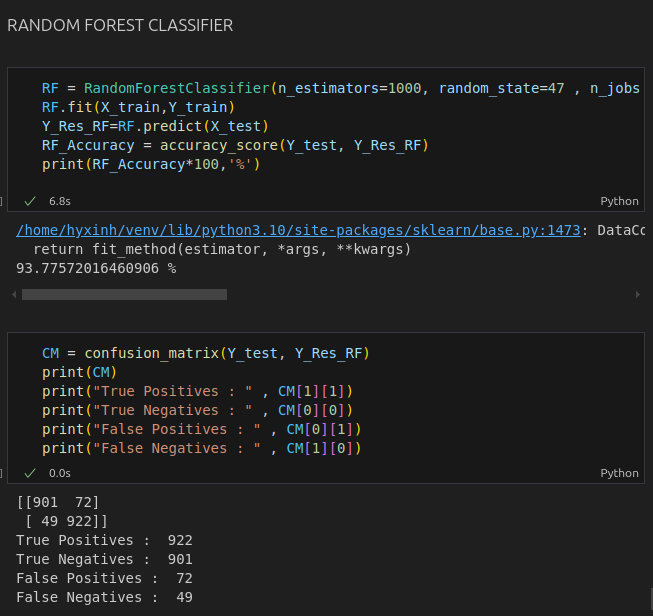 RANDOM FOREST CLASSIFIER
RF = RandomForestClassifier(n_estimators=1000, random_state=47 , n_jobs
RF.fit(X_train,Y_train)
Y_Res_RF=RF.predict(X_test)
RF_Accuracy = accuracy_score(Y_test, Y_Res_RF)
print(RF_Accuracy*100,'%')
] ✓ 6.8s Python
/home/hyxinh/venv/lib/python3.10/site-packages/sklearn/base.py:1473: DataCo
  return fit_method(estimator, *args, **kwargs)
93.77572016460906 %
CM = confusion_matrix(Y_test, Y_Res_RF)
print(CM)
print("True Positives : " , CM[1][1])
print("True Negatives : " , CM[0][0])
print("False Positives : " , CM[0][1])
print("False Negatives : " , CM[1][0])
] ✓ 0.0s Python
[[901  72]
 [ 49 922]]
True Positives :  922
True Negatives :  901
False Positives :  72
False Negatives :  49